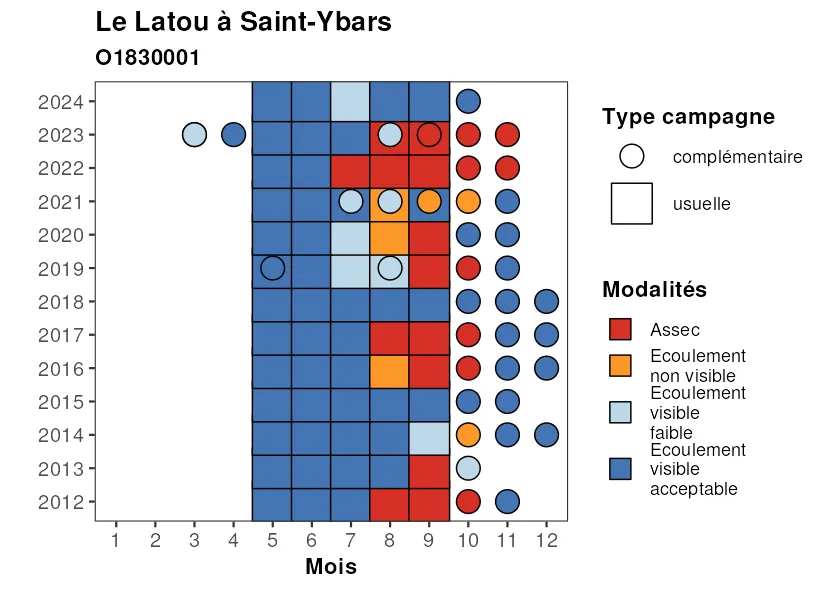 Le Latou à Saint-Ybars
O1830001
2024
2023
2022
2021
2020
2019
2018
2017
2016
2015
2014
2013
2012
1 2 3 4 5 6 7 8 9 10 11 12
Mois
Type campagne
complémentaire
usuelle
Modalités
Assec
Ecoulement
non visible
Ecoulement
visible
faible
Ecoulement
visible
acceptable